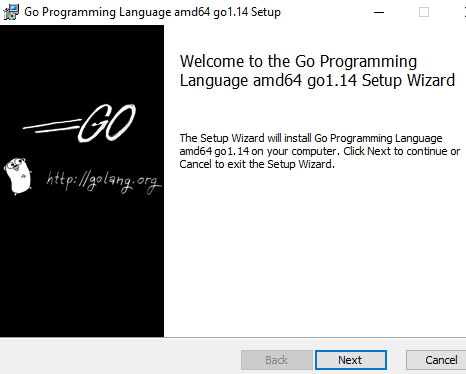 Go Programming Language amd64 go1.14 Setup
Welcome to the Go Programming
Language amd64 go1.14 Setup Wizard
GO
The Setup Wizard will install Go Programming Language
amd64 go1.14 on your computer. Click Next to continue or
Cancel to exit the Setup Wizard.
http://golang.org
Back
Next
Cancel